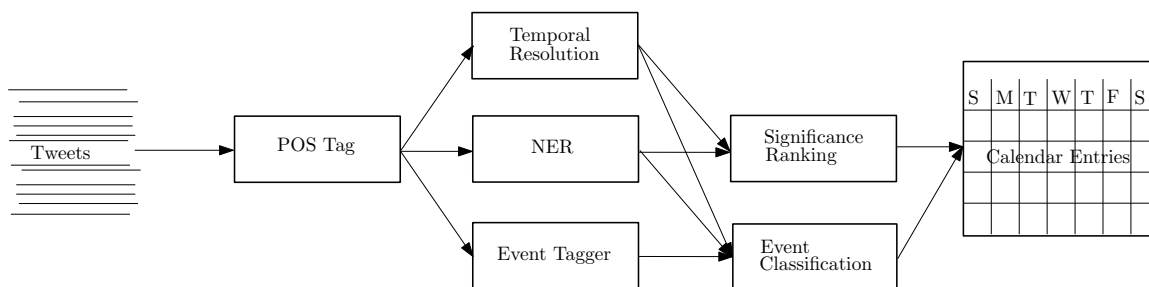 Tweets
POS Tag
Temporal
Resolution
NER
Event Tagger
Significance
Ranking
Event
Classification
S M T W T F S
Calendar Entries